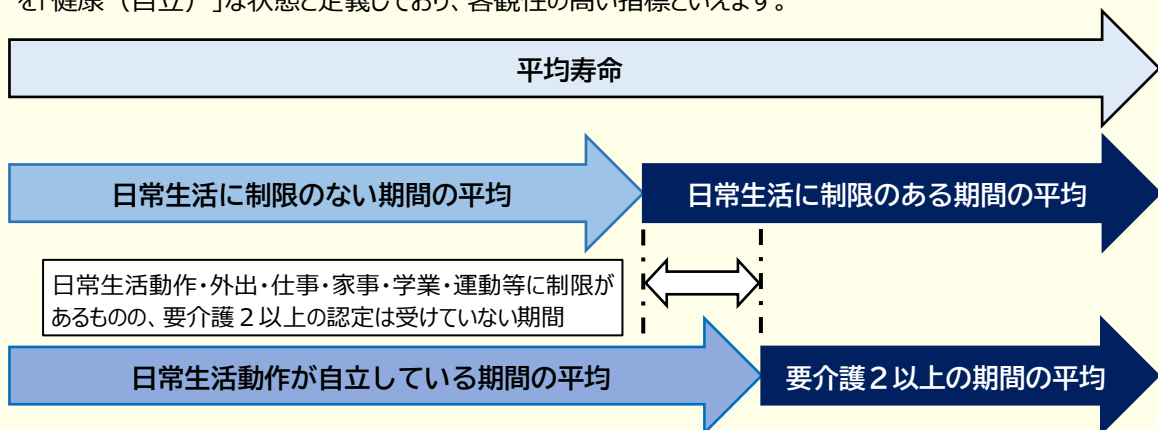 を「健康（自立）」な状態と定義しており、客観性の高い指標といえます。
平均寿命
日常生活に制限のない期間の平均
日常生活に制限のある期間の平均
日常生活動作・外出・仕事・家事・学業・運動等に制限が
あるものの、要介護２以上の認定は受けていない期間
日常生活動作が自立している期間の平均
要介護２以上の期間の平均